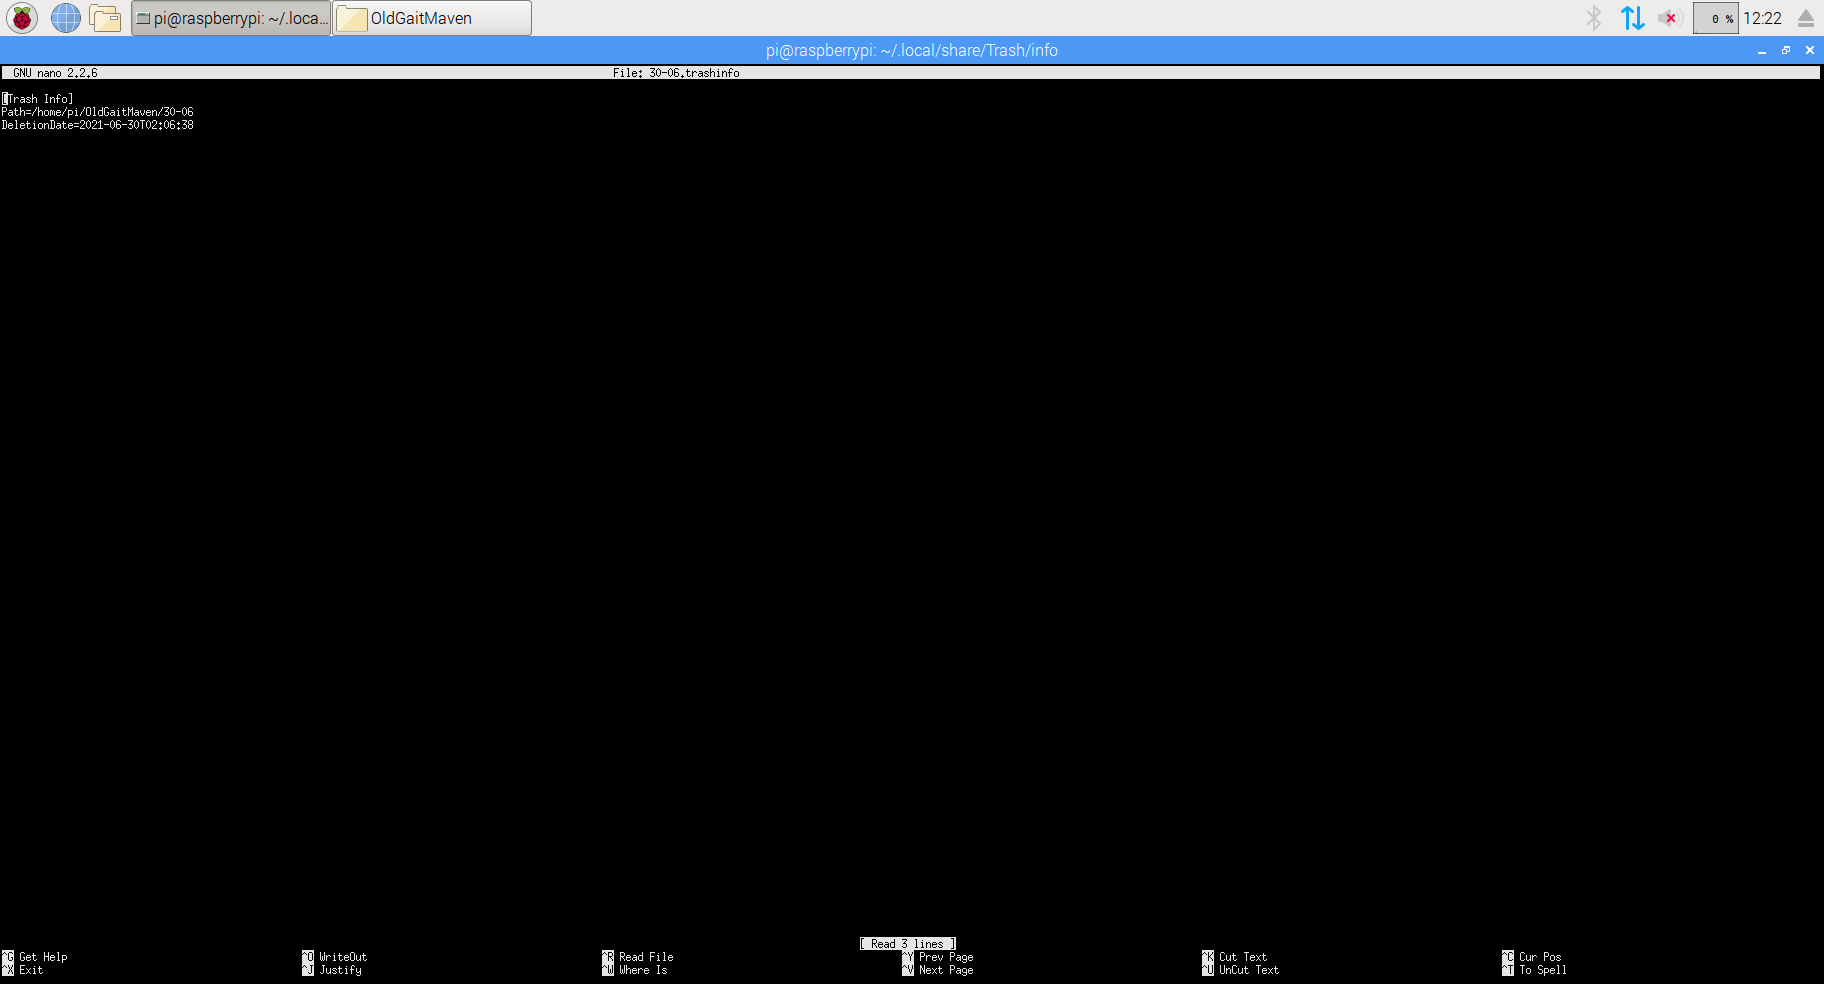 pi@raspberrypi: ~/.loca... OldGaitMaven 0 % 12:22
pi@raspberrypi: ~/.local/share/Trash/info
GNU nano 2.2.6 File: 30-06.trashinfo
[Trash Info]
Path=/home/pi/OldGaitMaven/30-06
DeletionDate=2021-06-30T02:06:38
[ Read 3 lines ]
^G Get Help ^O WriteOut ^R Read File ^Y Prev Page ^K Cut Text ^C Cur Pos
^X Exit ^J Justify ^W Where Is ^V Next Page ^U UnCut Text ^T To Spell